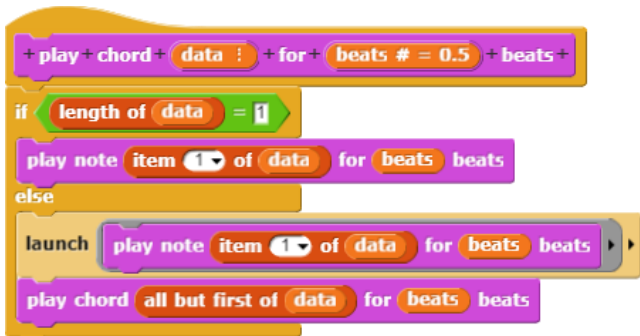 +play+chord+ data ⋮ +for+ beats # = 0.5 +beats+
if length of data = 1
play note item 1 of data for beats beats
else
launch play note item 1 of data for beats beats
play chord all but first of data for beats beats